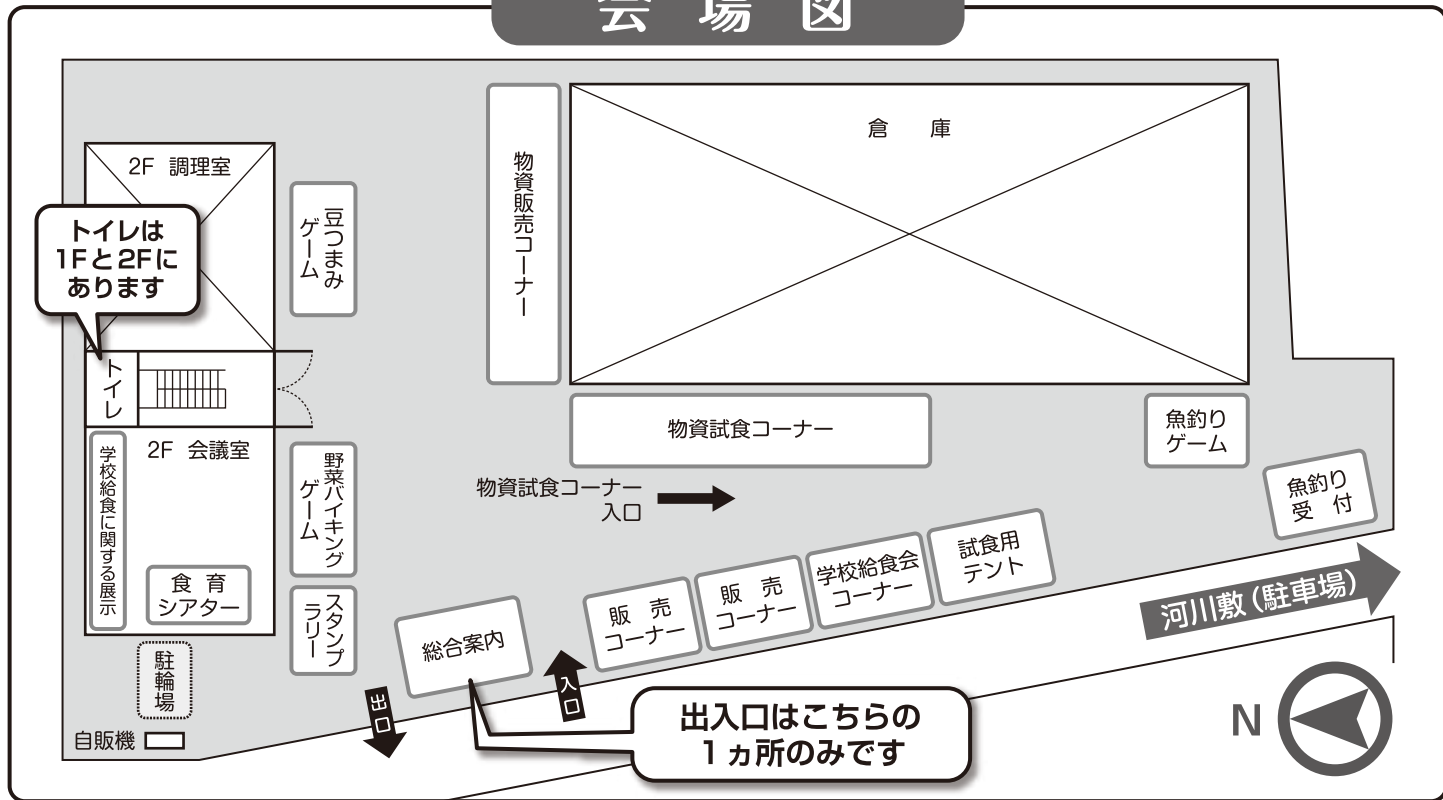 会場図
倉庫
2F 調理室
物資販売コーナー
豆つまみ
ゲーム
トイレは
1Fと2Fに
あります
トイレ
2F 会議室
学校給食に関する展示
食育
シアター
野菜バイキング
ゲーム
スタンプ
ラリー
物資試食コーナー
魚釣り
ゲーム
物資試食コーナー
入口
魚釣り
受付
試食用
テント
学校給食会
コーナー
販売
コーナー
販売
コーナー
総合案内
河川敷(駐車場)
駐輪場
自販機
出口
入口
出入口はこちらの
1ヵ所のみです
N